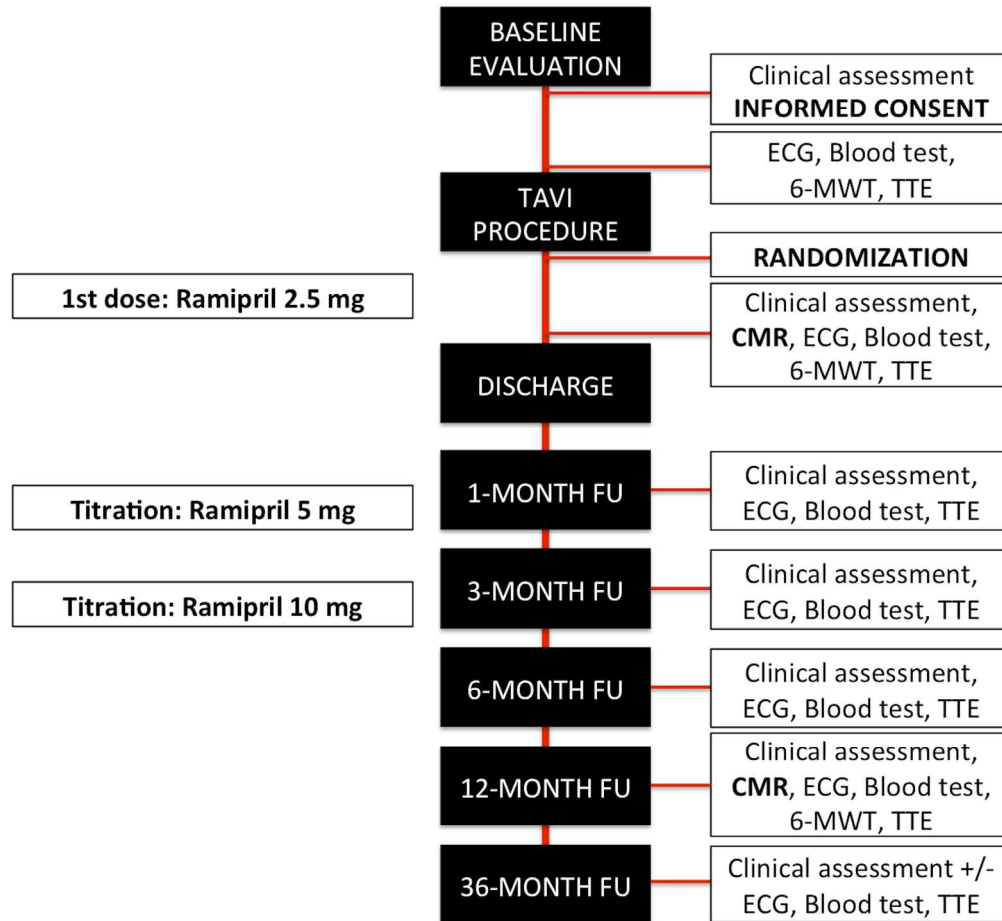 BASELINE
EVALUATION
Clinical assessment
INFORMED CONSENT
ECG, Blood test,
6-MWT, TTE
TAVI
PROCEDURE
RANDOMIZATION
1st dose: Ramipril 2.5 mg
Clinical assessment,
CMR, ECG, Blood test,
6-MWT, TTE
DISCHARGE
1-MONTH FU
Clinical assessment,
ECG, Blood test, TTE
Titration: Ramipril 5 mg
3-MONTH FU
Clinical assessment,
ECG, Blood test, TTE
Titration: Ramipril 10 mg
6-MONTH FU
Clinical assessment,
ECG, Blood test, TTE
12-MONTH FU
Clinical assessment,
CMR, ECG, Blood test,
6-MWT, TTE
36-MONTH FU
Clinical assessment +/-
ECG, Blood test, TTE